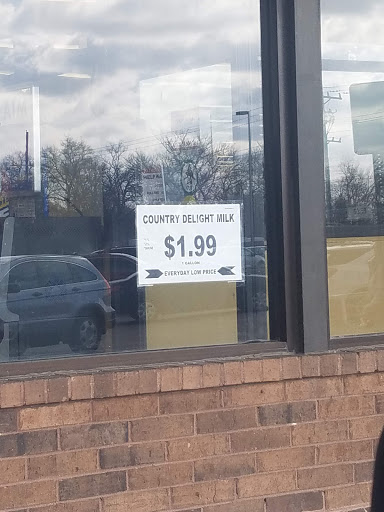 COUNTRY DELIGHT MILK
$1.99
1 GALLON
EVERYDAY LOW PRICE